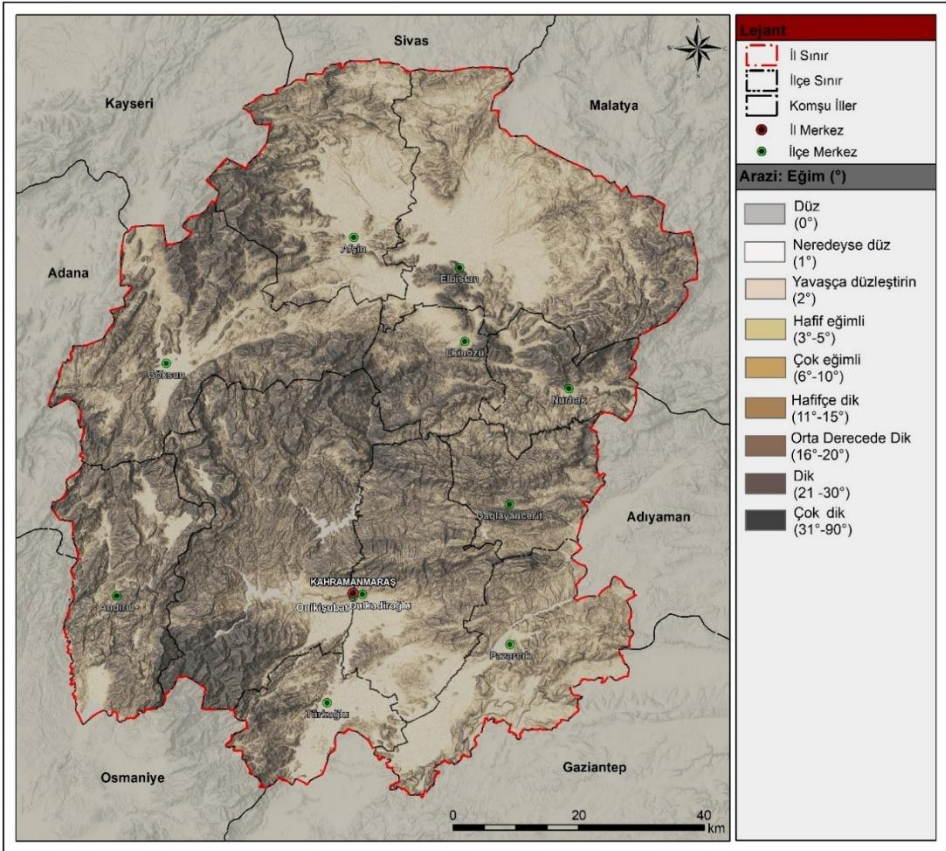 Sivas
Kayseri
Malatya
Adana
Afşin
Elbistan
Ekinözü
Göksun
Nurhak
Çağlayancerit
Adıyaman
KAHRAMANMARAŞ
Onikişubat
Dulkadiroğlu
Andırın
Pazarcık
Türkoğlu
Osmaniye
Gaziantep
0 20 40
km
Lejant
İl Sınır
İlçe Sınır
Komşu İller
İl Merkez
İlçe Merkez
Arazi: Eğim (°)
Düz
(0°)
Neredeyse düz
(1°)
Yavaşça düzleştirin
(2°)
Hafif eğimli
(3°-5°)
Çok eğimli
(6°-10°)
Hafifçe dik
(11°-15°)
Orta Derecede Dik
(16°-20°)
Dik
(21 -30°)
Çok dik
(31°-90°)